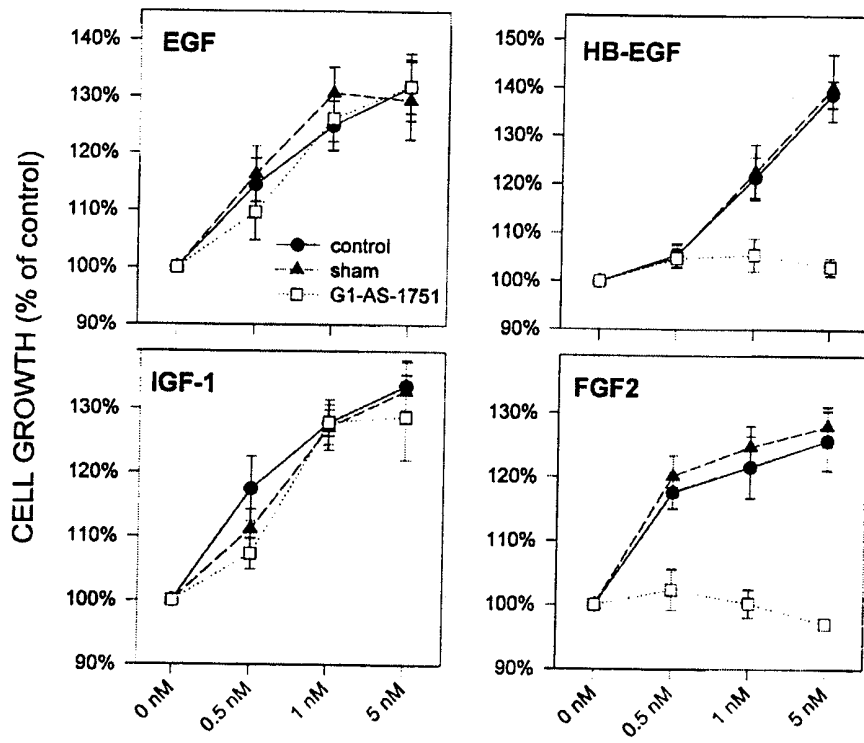 CELL GROWTH (% of control)
EGF
140%
130%
120%
110%
100%
90%
control
sham
G1-AS-1751
HB-EGF
150%
140%
130%
120%
110%
100%
90%
IGF-1
130%
120%
110%
100%
90%
0 nM
0.5 nM
1 nM
5 nM
FGF2
130%
120%
110%
100%
90%
0 nM
0.5 nM
1 nM
5 nM